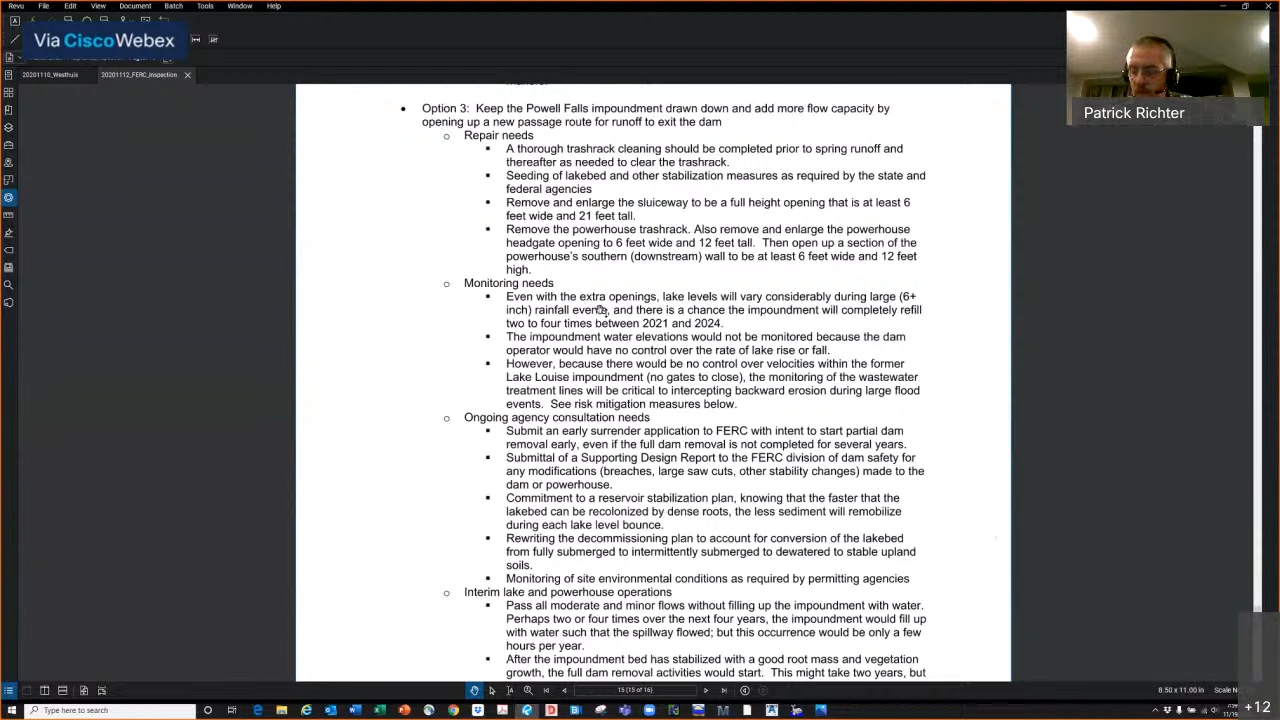 Revu File Edit View Document Batch Tools Window Help
Via Cisco Webex
20201110_Westhuis 20201112_FERC_Inspection
Patrick Richter
• Option 3: Keep the Powell Falls impoundment drawn down and add more flow capacity by
opening up a new passage route for runoff to exit the dam
o Repair needs
▪ A thorough trashrack cleaning should be completed prior to spring runoff and
thereafter as needed to clear the trashrack.
▪ Seeding of lakebed and other stabilization measures as required by the state and
federal agencies
▪ Remove and enlarge the sluiceway to be a full height opening that is at least 6
feet wide and 21 feet tall.
▪ Remove the powerhouse trashrack. Also remove and enlarge the powerhouse
headgate opening to 6 feet wide and 12 feet tall. Then open up a section of the
powerhouse's southern (downstream) wall to be at least 6 feet wide and 12 feet
high.
o Monitoring needs
▪ Even with the extra openings, lake levels will vary considerably during large (6+
inch) rainfall events, and there is a chance the impoundment will completely refill
two to four times between 2021 and 2024.
▪ The impoundment water elevations would not be monitored because the dam
operator would have no control over the rate of lake rise or fall.
▪ However, because there would be no control over velocities within the former
Lake Louise impoundment (no gates to close), the monitoring of the wastewater
treatment lines will be critical to intercepting backward erosion during large flood
events. See risk mitigation measures below.
o Ongoing agency consultation needs
▪ Submit an early surrender application to FERC with intent to start partial dam
removal early, even if the full dam removal is not completed for several years.
▪ Submittal of a Supporting Design Report to the FERC division of dam safety for
any modifications (breaches, large saw cuts, other stability changes) made to the
dam or powerhouse.
▪ Commitment to a reservoir stabilization plan, knowing that the faster that the
lakebed can be recolonized by dense roots, the less sediment will remobilize
during each lake level bounce.
▪ Rewriting the decommissioning plan to account for conversion of the lakebed
from fully submerged to intermittently submerged to dewatered to stable upland
soils.
▪ Monitoring of site environmental conditions as required by permitting agencies
o Interim lake and powerhouse operations
▪ Pass all moderate and minor flows without filling up the impoundment with water.
Perhaps two or four times over the next four years, the impoundment would fill up
with water such that the spillway flowed; but this occurrence would be only a few
hours per year.
▪ After the impoundment bed has stabilized with a good root mass and vegetation
growth, the full dam removal activities would start. This might take two years, but
15 (15 of 16) 8.50 x 11.00 in
Type here to search
+12